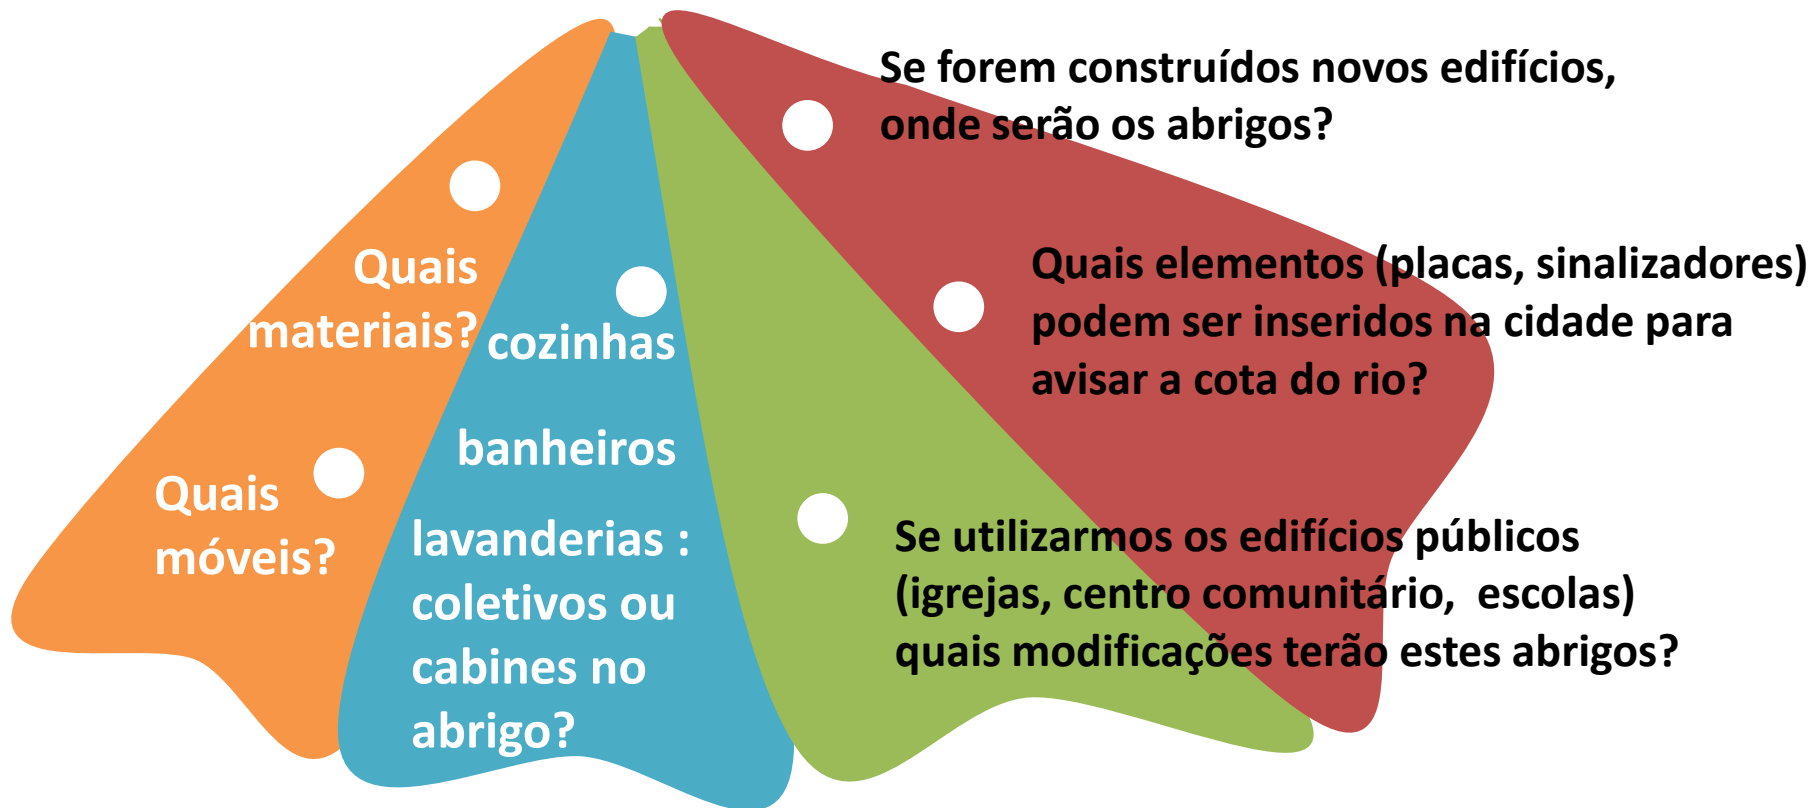 Quais
materiais?
Quais
móveis?
cozinhas
banheiros
lavanderias :
coletivos ou
cabines no
abrigo?
Se forem construídos novos edifícios,
onde serão os abrigos?
Quais elementos (placas, sinalizadores)
podem ser inseridos na cidade para
avisar a cota do rio?
Se utilizarmos os edifícios públicos
(igrejas, centro comunitário, escolas)
quais modificações terão estes abrigos?